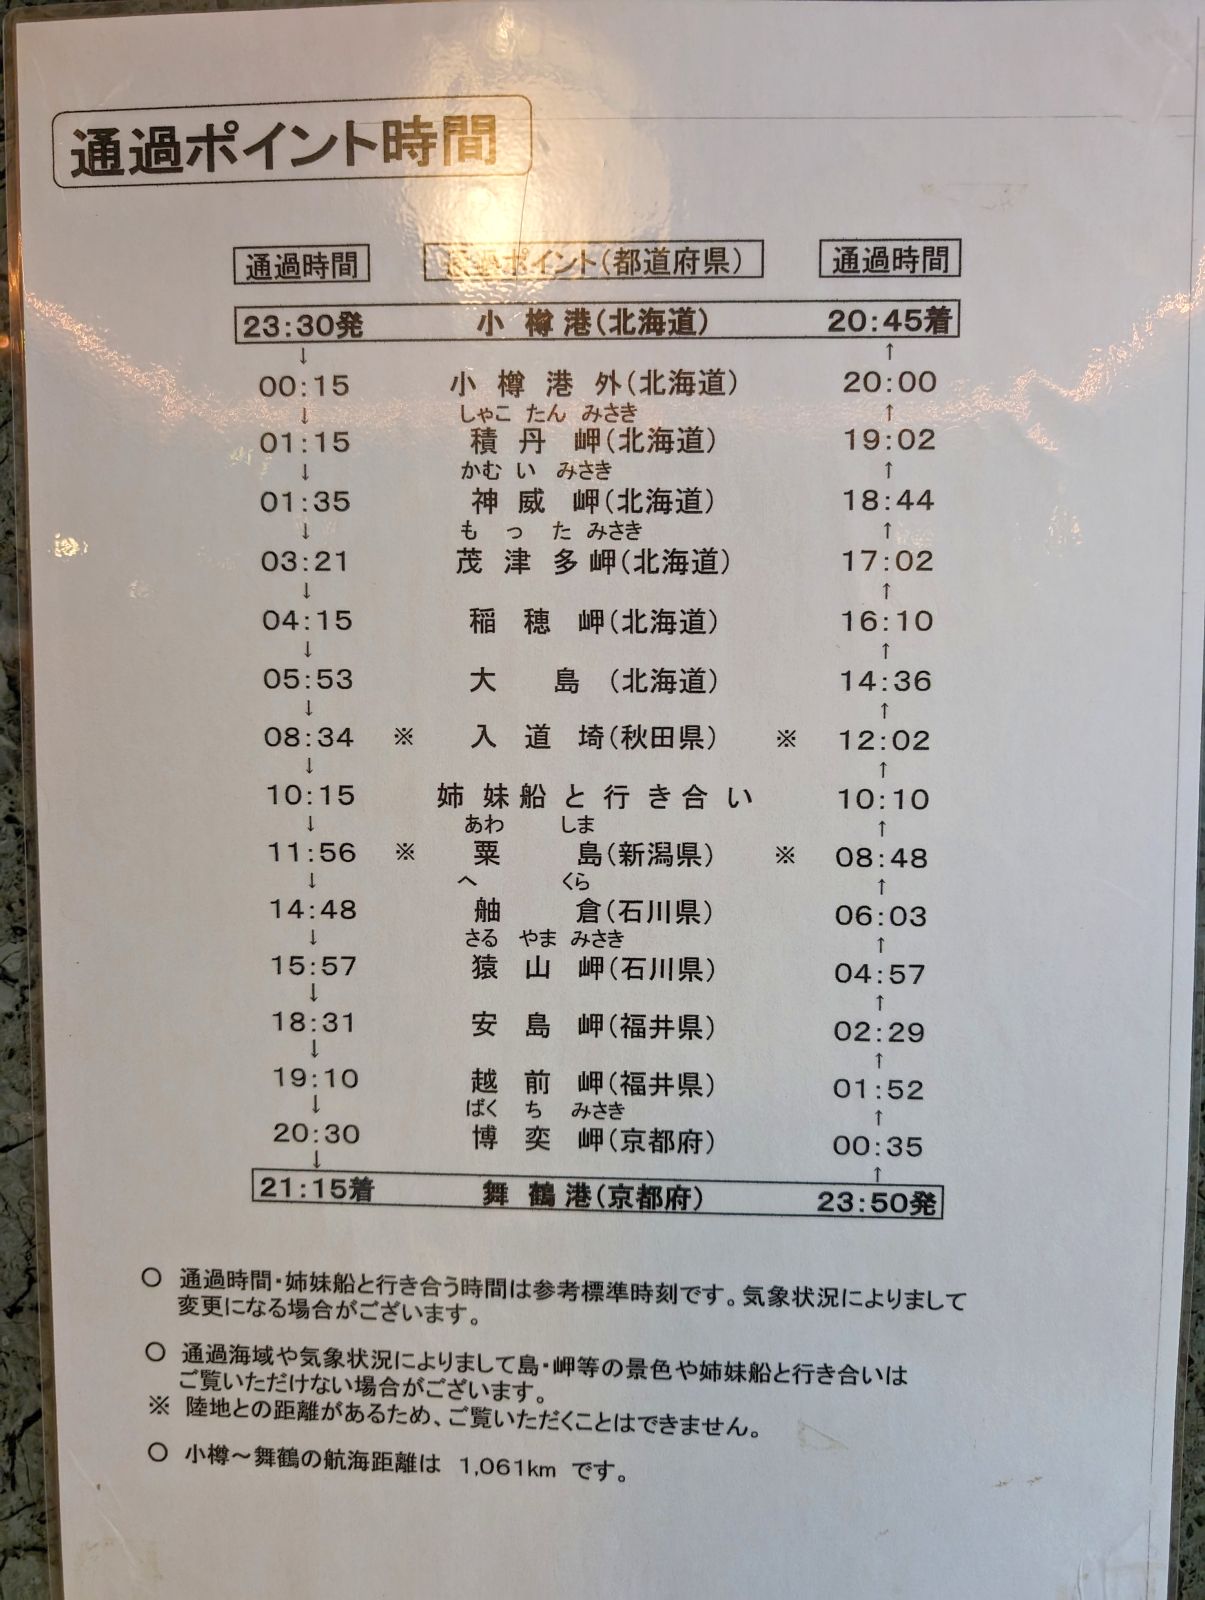 通過ポイント時間
通過時間 通過ポイント(都道府県) 通過時間
23:30発 小樽港(北海道) 20:45着
↓ ↑
00:15 小樽港外(北海道) 20:00
↓ しゃこ たん みさき ↑
01:15 積丹岬(北海道) 19:02
↓ かむ い みさき ↑
01:35 神威岬(北海道) 18:44
↓ も っ た みさき ↑
03:21 茂津多岬(北海道) 17:02
↓ ↑
04:15 稲穂岬(北海道) 16:10
↓ ↑
05:53 大島(北海道) 14:36
↓ ↑
08:34 ※ 入道埼(秋田県) ※ 12:02
↓ ↑
10:15 姉妹船と行き合い 10:10
↓ あわ しま ↑
11:56 ※ 粟島(新潟県) ※ 08:48
↓ へ くら ↑
14:48 舳倉(石川県) 06:03
↓ さる やま みさき ↑
15:57 猿山岬(石川県) 04:57
↓ ↑
18:31 安島岬(福井県) 02:29
↓ ↑
19:10 越前岬(福井県) 01:52
↓ ばく ち みさき ↑
20:30 博奕岬(京都府) 00:35
↓ ↑
21:15着 舞鶴港(京都府) 23:50発
○ 通過時間・姉妹船と行き合う時間は参考標準時刻です。気象状況によりまして
変更になる場合がございます。
○ 通過海域や気象状況によりまして島・岬等の景色や姉妹船と行き合いは
ご覧いただけない場合がございます。
※ 陸地との距離があるため、ご覧いただくことはできません。
○ 小樽～舞鶴の航海距離は 1,061km です。